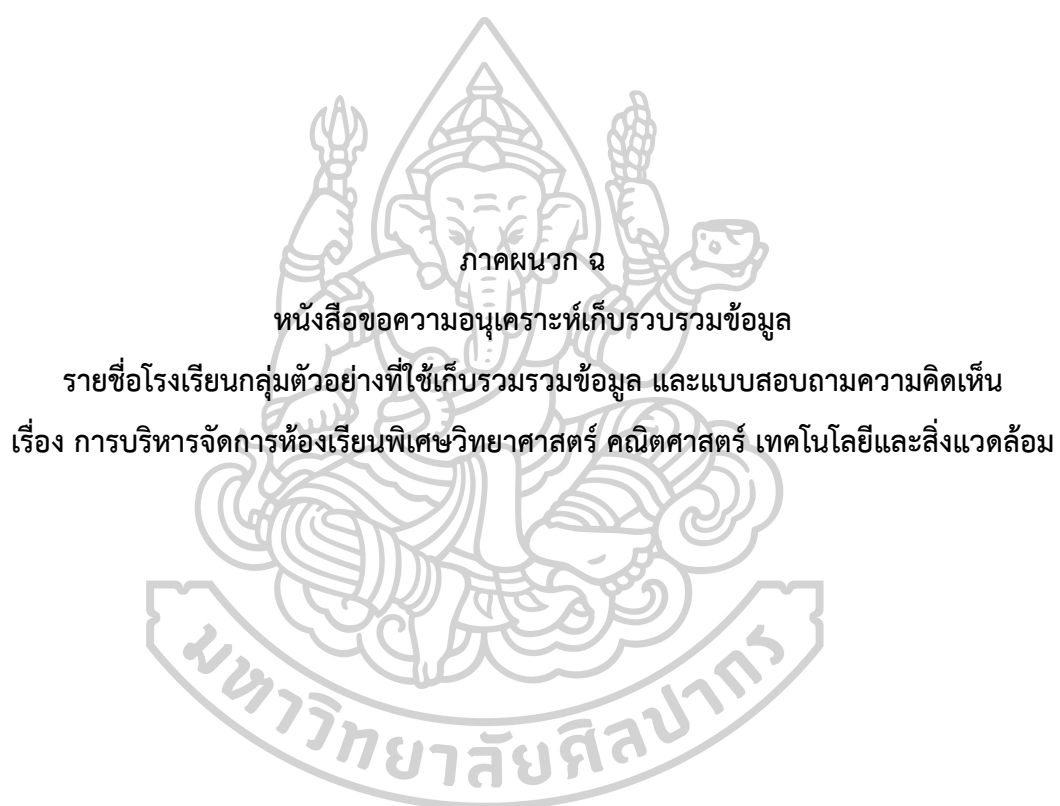 ภาคผนวก ฉ
หนังสือขอความอนุเคราะห์เก็บรวบรวมข้อมูล
รายชื่อโรงเรียนกลุ่มตัวอย่างที่ใช้เก็บรวมรวมข้อมูล และแบบสอบถามความคิดเห็น
เรื่อง การบริหารจัดการห้องเรียนพิเศษวิทยาศาสตร์ คณิตศาสตร์ เทคโนโลยีและสิ่งแวดล้อม
มหาวิทยาลัยศิลปากร